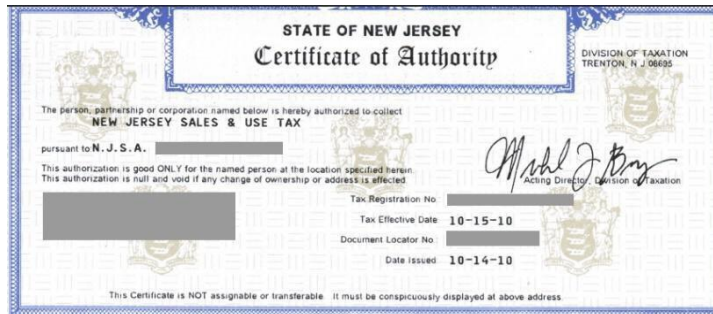 STATE OF NEW JERSEY
Certificate of Authority
DIVISION OF TAXATION
TRENTON, N J 08695
The person, partnership or corporation named below is hereby authorized to collect
NEW JERSEY SALES & USE TAX
pursuant to N.J.S.A.
This authorization is good ONLY for the named person at the location specified herein.
This authorization is null and void if any change of ownership or address is effected.
Acting Director, Division of Taxation
Tax Registration No.
Tax Effective Date 10-15-10
Document Locator No.
Date Issued 10-14-10
This Certificate is NOT assignable or transferable. It must be conspicuously displayed at above address.